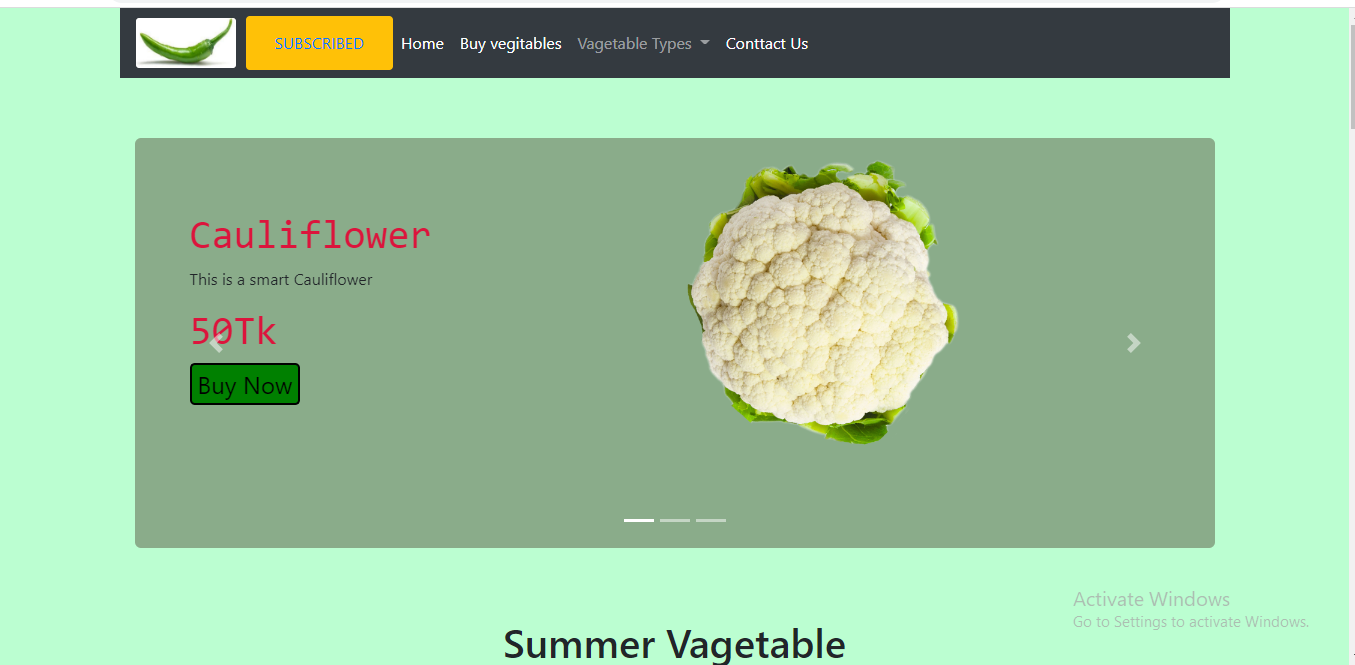 SUBSCRIBED Home Buy vegitables Vagetable Types Conttact Us
Cauliflower
This is a smart Cauliflower
50Tk
Buy Now
Activate Windows
Go to Settings to activate Windows.
Summer Vagetable